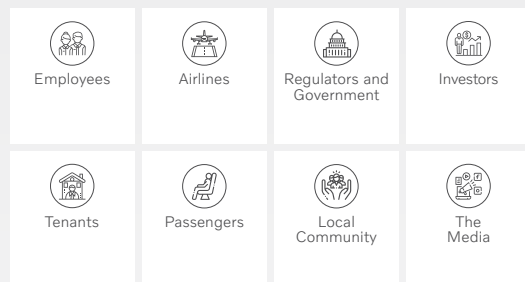 Employees
Airlines
Regulators and
Government
Investors
Tenants
Passengers
Local
Community
The
Media